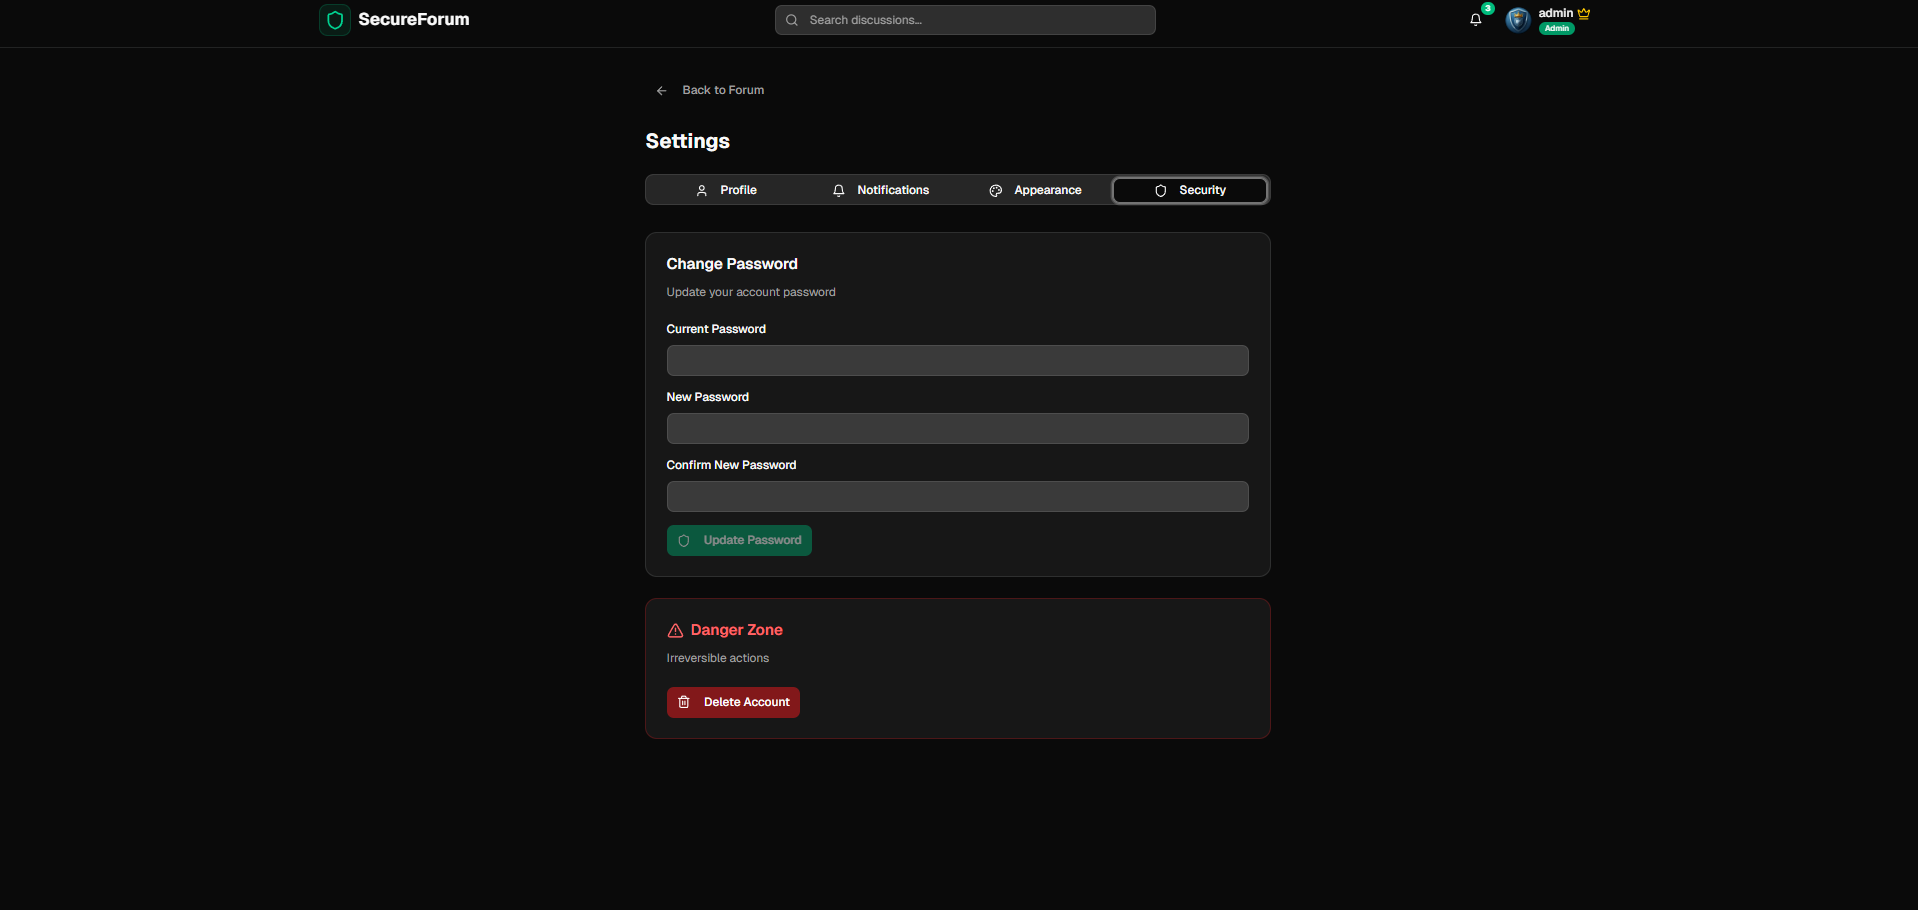 SecureForum
Search discussions...
3
admin
Admin
Back to Forum
Settings
Profile
Notifications
Appearance
Security
Change Password
Update your account password
Current Password
New Password
Confirm New Password
Update Password
Danger Zone
Irreversible actions
Delete Account